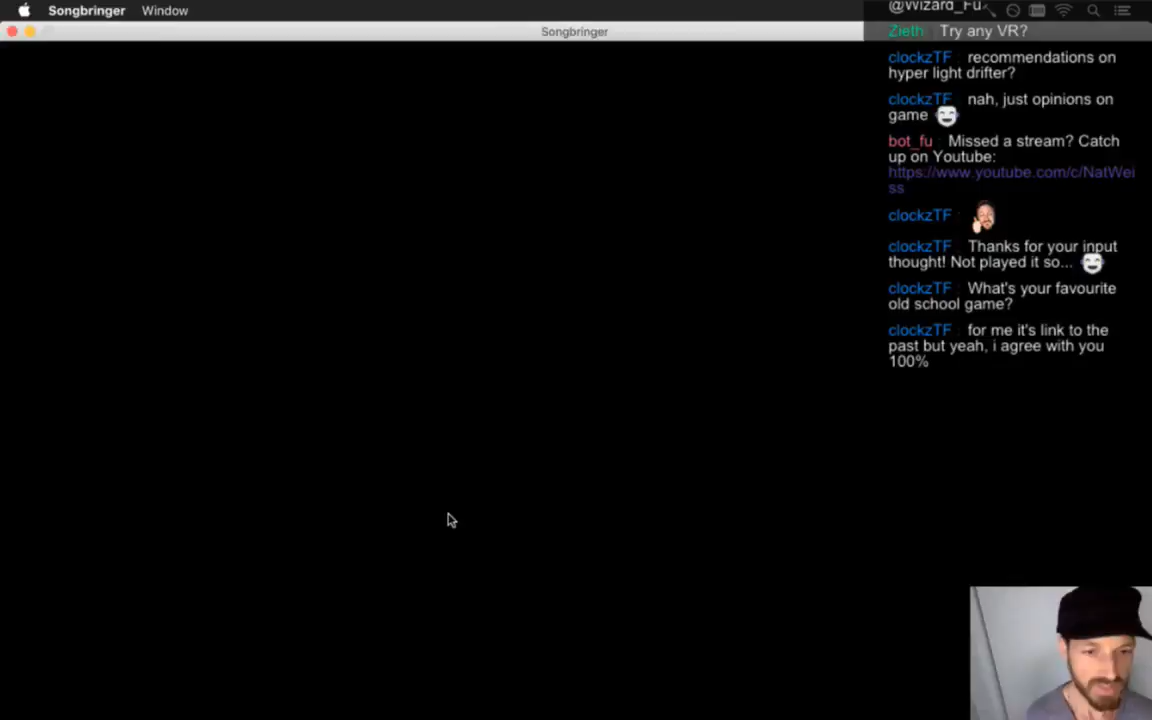 Songbringer Window
Songbringer
@Wizard_Fu
Zieth Try any VR?
clockzTF recommendations on
hyper light drifter?
clockzTF nah, just opinions on
game
bot_fu Missed a stream? Catch
up on Youtube:
https://www.youtube.com/c/NatWei
ss
clockzTF
clockzTF Thanks for your input
thought! Not played it so...
clockzTF What's your favourite
old school game?
clockzTF for me it's link to the
past but yeah, i agree with you
100%